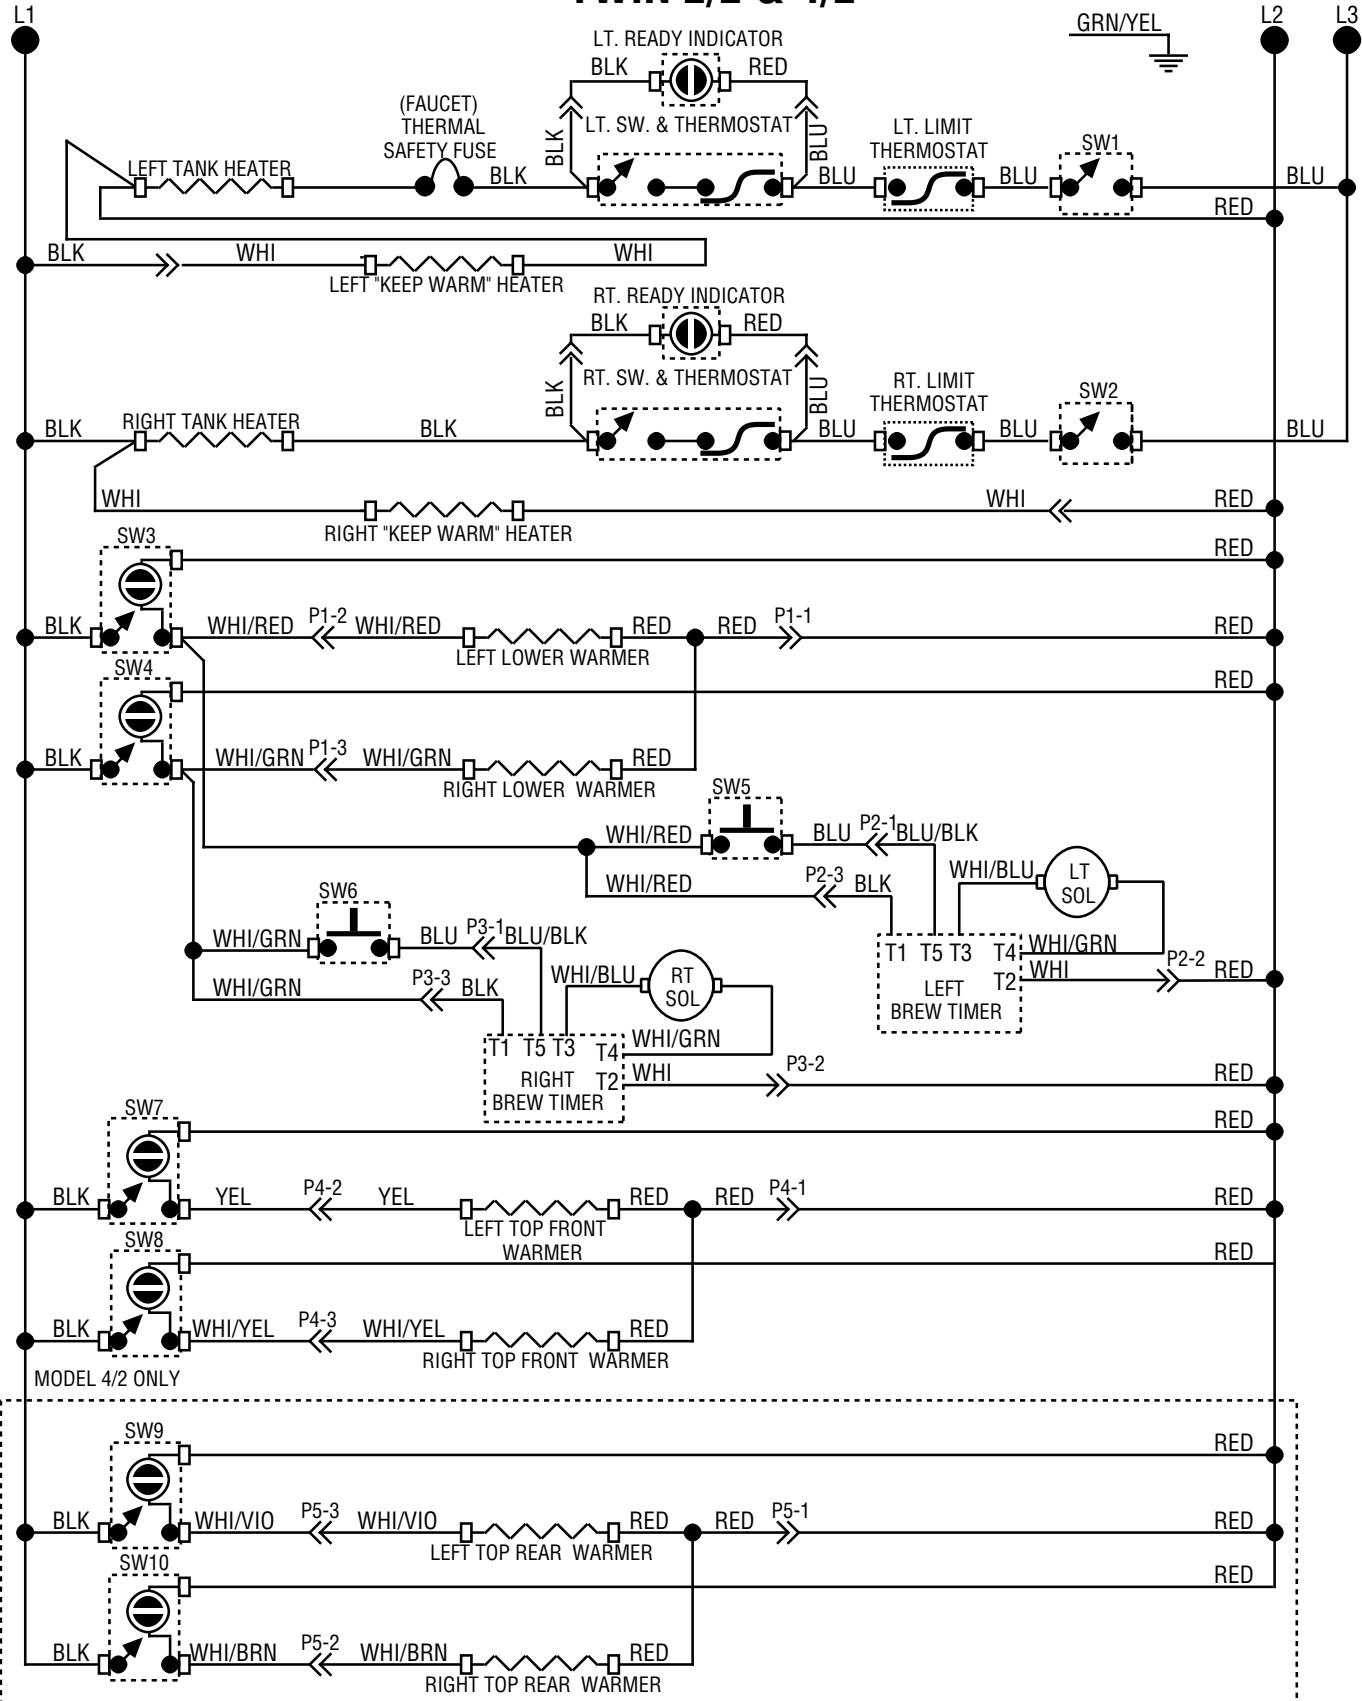 TWIN 2/2 & 4/2
L1
GRN/YEL
L2
L3
LT. READY INDICATOR
BLK
RED
(FAUCET)
THERMAL
SAFETY FUSE
BLK
LT. SW. & THERMOSTAT
BLU
LT. LIMIT
THERMOSTAT
SW1
LEFT TANK HEATER
BLK
BLU
BLU
BLU
RED
BLK
WHI
WHI
LEFT "KEEP WARM" HEATER
RT. READY INDICATOR
BLK
RED
BLK
RT. SW. & THERMOSTAT
BLU
RT. LIMIT
THERMOSTAT
SW2
BLK
RIGHT TANK HEATER
BLK
BLU
BLU
BLU
WHI
WHI
RED
RIGHT "KEEP WARM" HEATER
SW3
RED
BLK
WHI/RED
P1-2
WHI/RED
RED
RED
P1-1
RED
LEFT LOWER WARMER
SW4
RED
BLK
WHI/GRN
P1-3
WHI/GRN
RED
RIGHT LOWER WARMER
SW5
WHI/RED
BLU
P2-1
BLU/BLK
WHI/RED
P2-3
BLK
WHI/BLU
LT
SOL
SW6
WHI/GRN
BLU
P3-1
BLU/BLK
T1 T5 T3 T4
WHI/GRN
P2-2
WHI
RED
T2
LEFT
BREW TIMER
WHI/GRN
P3-3
BLK
WHI/BLU
RT
SOL
T1 T5 T3 T4
WHI/GRN
RIGHT
BREW TIMER
T2
WHI
P3-2
RED
SW7
RED
BLK
YEL
P4-2
YEL
RED
RED
P4-1
RED
LEFT TOP FRONT
WARMER
SW8
RED
BLK
WHI/YEL
P4-3
WHI/YEL
RED
RIGHT TOP FRONT WARMER
MODEL 4/2 ONLY
SW9
RED
BLK
WHI/VIO
P5-3
WHI/VIO
RED
RED
P5-1
RED
LEFT TOP REAR WARMER
SW10
RED
BLK
WHI/BRN
P5-2
WHI/BRN
RED
RIGHT TOP REAR WARMER